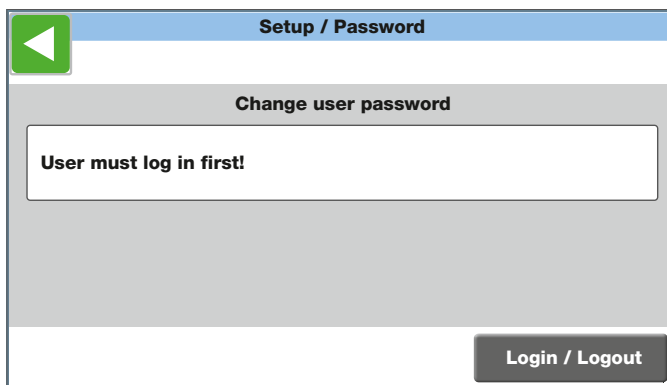 Setup / Password
Change user password
User must log in first!
Login / Logout